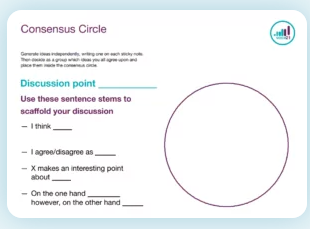 Consensus Circle
Generate ideas independently, writing one on each sticky note.
Then decide as a group which ideas you all agree upon and
place them inside the consensus circle.
Discussion point ___________
Use these sentence stems to
scaffold your discussion
— I think _____
— I agree/disagree as _____
— X makes an interesting point
about _____
— On the one hand ________
however, on the other hand _____